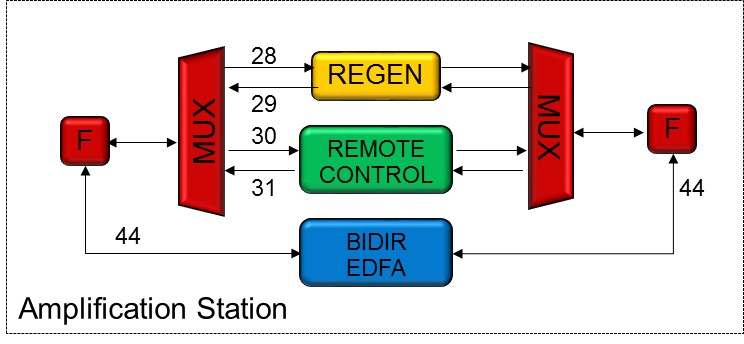 28
REGEN
29
F
MUX
30
REMOTE
CONTROL
31
MUX
F
44
44
BIDIR
EDFA
Amplification Station